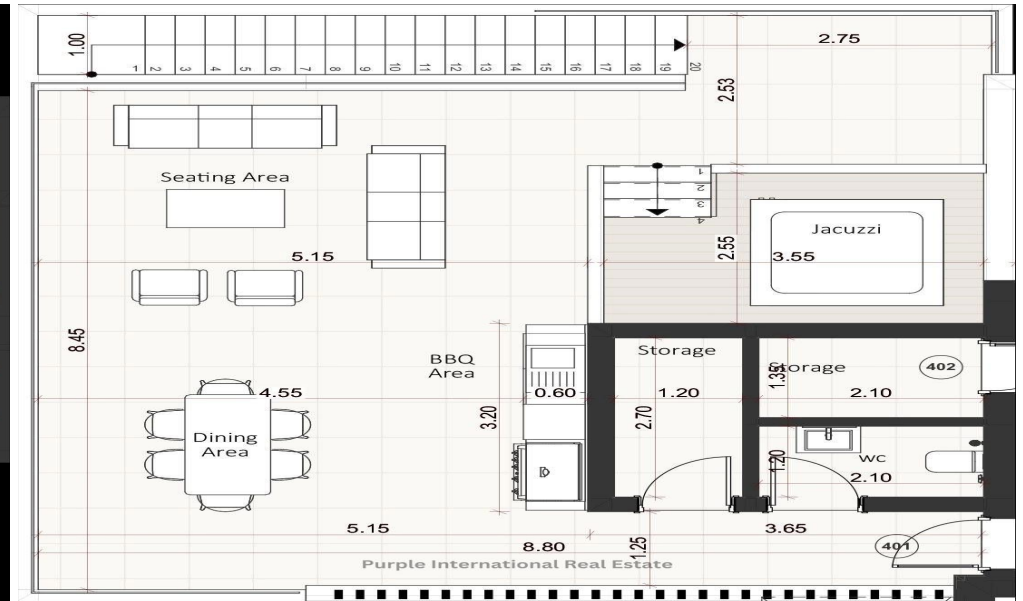 2.75
1.00
1 2 3 4 5 6 7 8 9 10 11 12 13 14 15 16 17 18 19 20
2.53
Seating Area
1
2
3
4
Jacuzzi
2.55
5.15
3.55
8.45
BBQ
Area
Storage
Storage
1.35
402
4.55
0.60
1.20
2.10
3.20
2.70
Dining
Area
WC
1.20
2.10
5.15
3.65
8.80
1.25
401
Purple International Real Estate